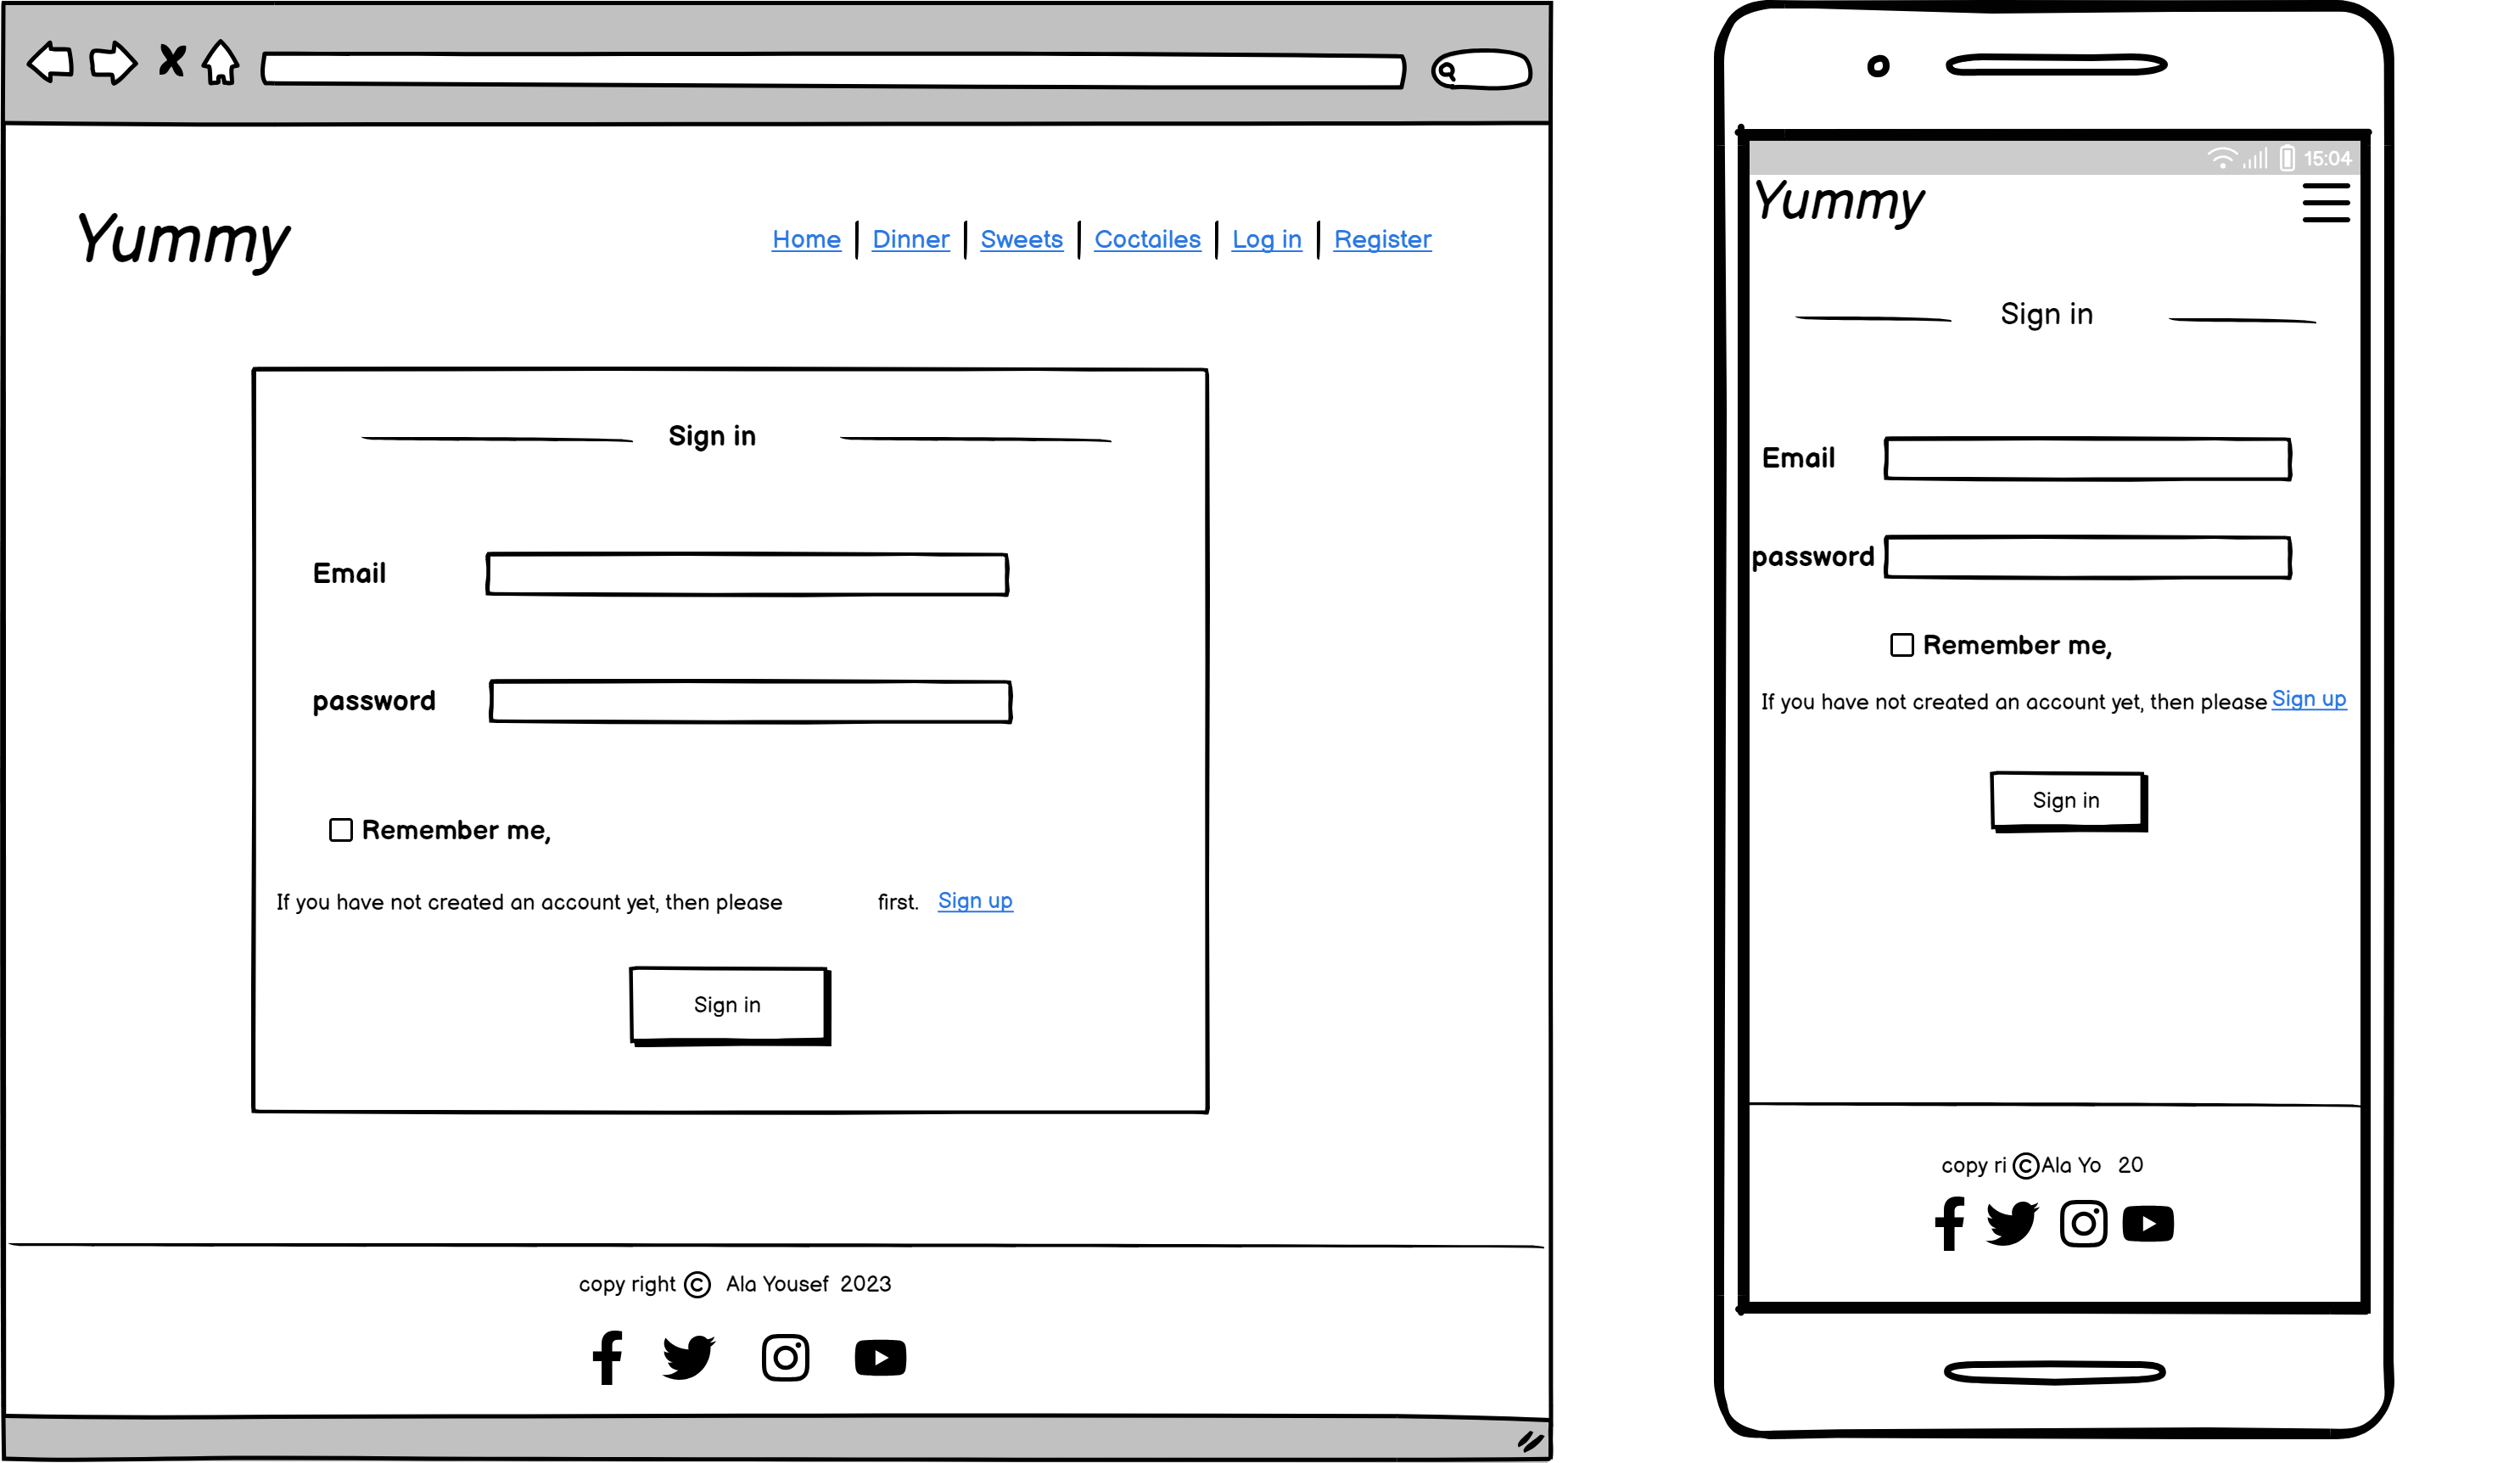 Yummy
Home | Dinner | Sweets | Coctailes | Log in | Register
Sign in
Email
password
Remember me,
If you have not created an account yet, then please first. Sign up
Sign in
copy right © Ala Yousef 2023
15:04
Yummy
Sign in
Email
password
Remember me,
If you have not created an account yet, then please Sign up
Sign in
copy ri © Ala Yo 20